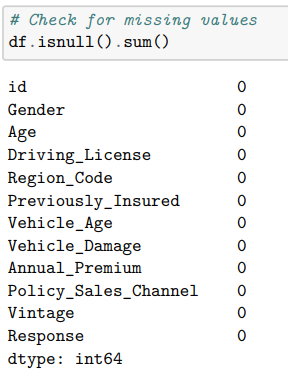 # Check for missing values
df.isnull().sum()
id 0
Gender 0
Age 0
Driving_License 0
Region_Code 0
Previously_Insured 0
Vehicle_Age 0
Vehicle_Damage 0
Annual_Premium 0
Policy_Sales_Channel 0
Vintage 0
Response 0
dtype: int64